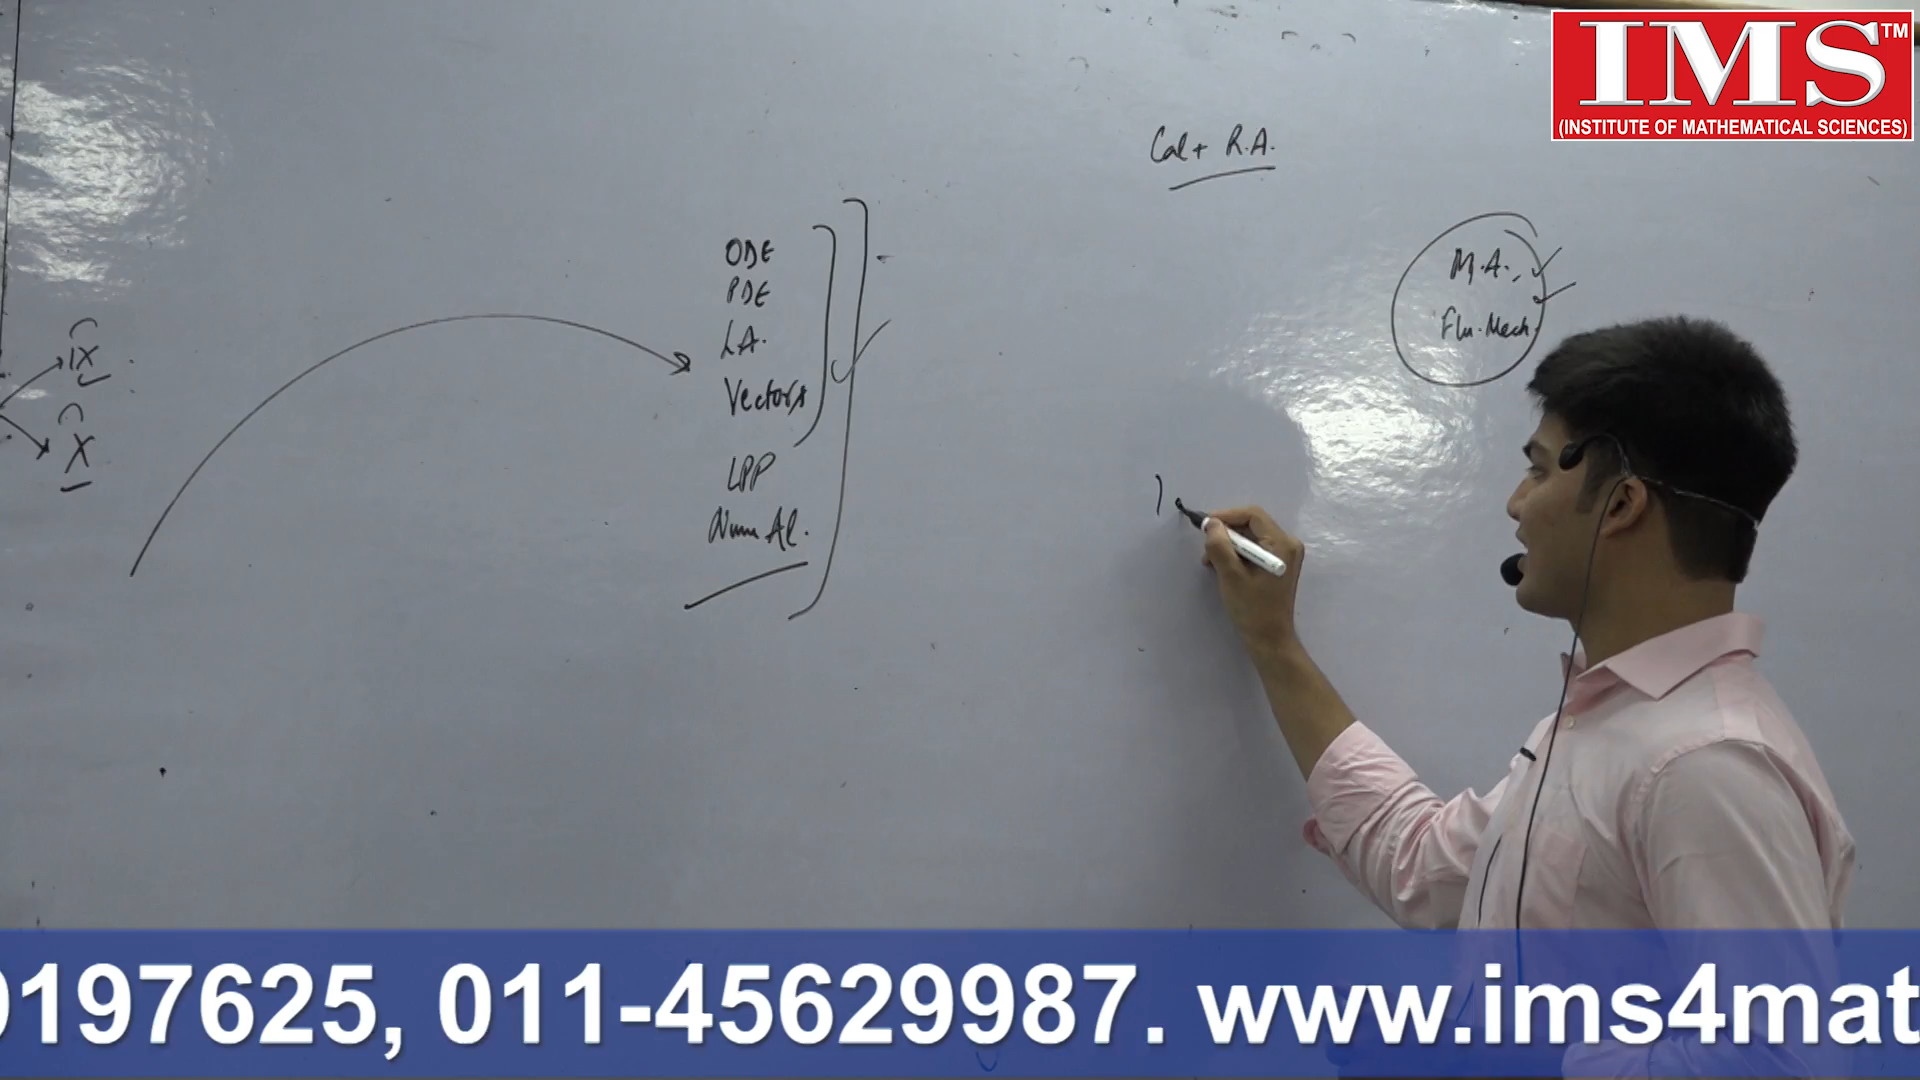 IMS™
(INSTITUTE OF MATHEMATICAL SCIENCES)
Cal + R.A.
M.A.,
Flu. Mech.
ODE
PDE
LA.
Vectors
LPP
Num Al.
IX
X
)
0197625, 011-45629987. www.ims4mat